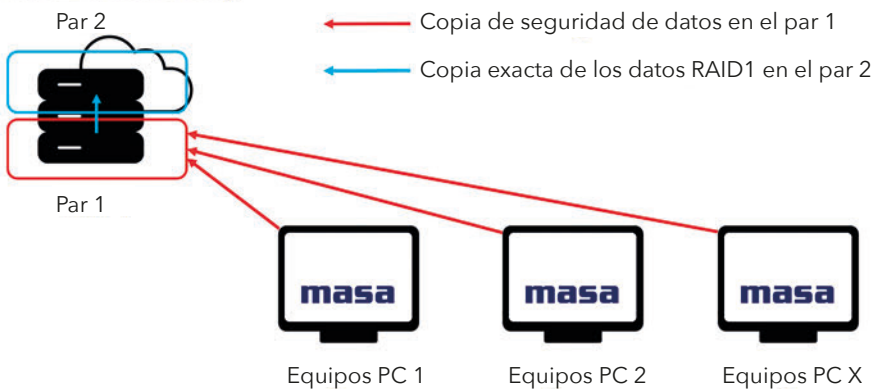 Par 2
Copia de seguridad de datos en el par 1
Copia exacta de los datos RAID1 en el par 2
Par 1
masa
masa
masa
Equipos PC 1
Equipos PC 2
Equipos PC X